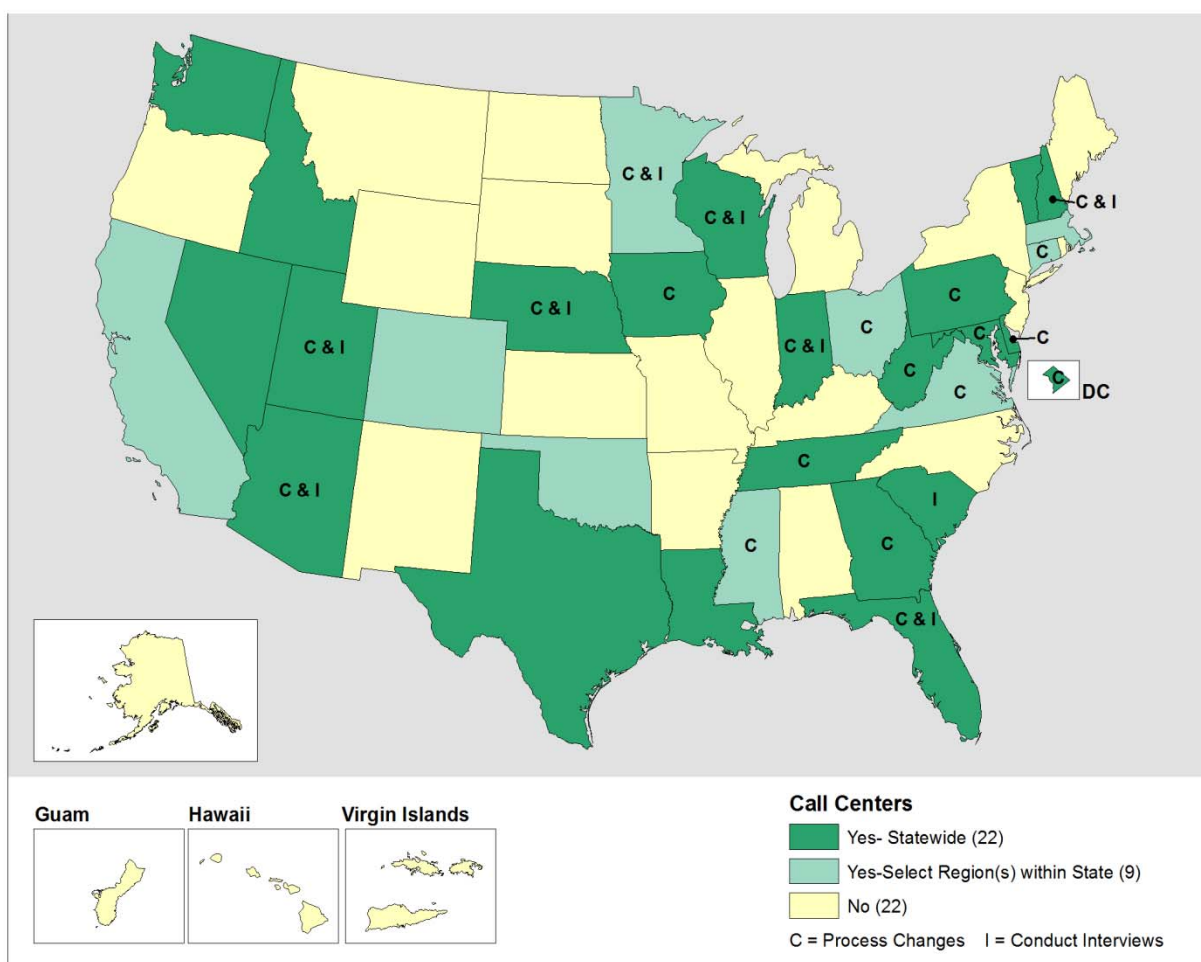 C & I
C & I
C & I
C
C & I
C
C & I
C & I
C
C
C
C
C
C
C
DC
C
C & I
C
I
C
C
C & I
Guam
Hawaii
Virgin Islands
Call Centers
Yes- Statewide (22)
Yes-Select Region(s) within State (9)
No (22)
C = Process Changes I = Conduct Interviews